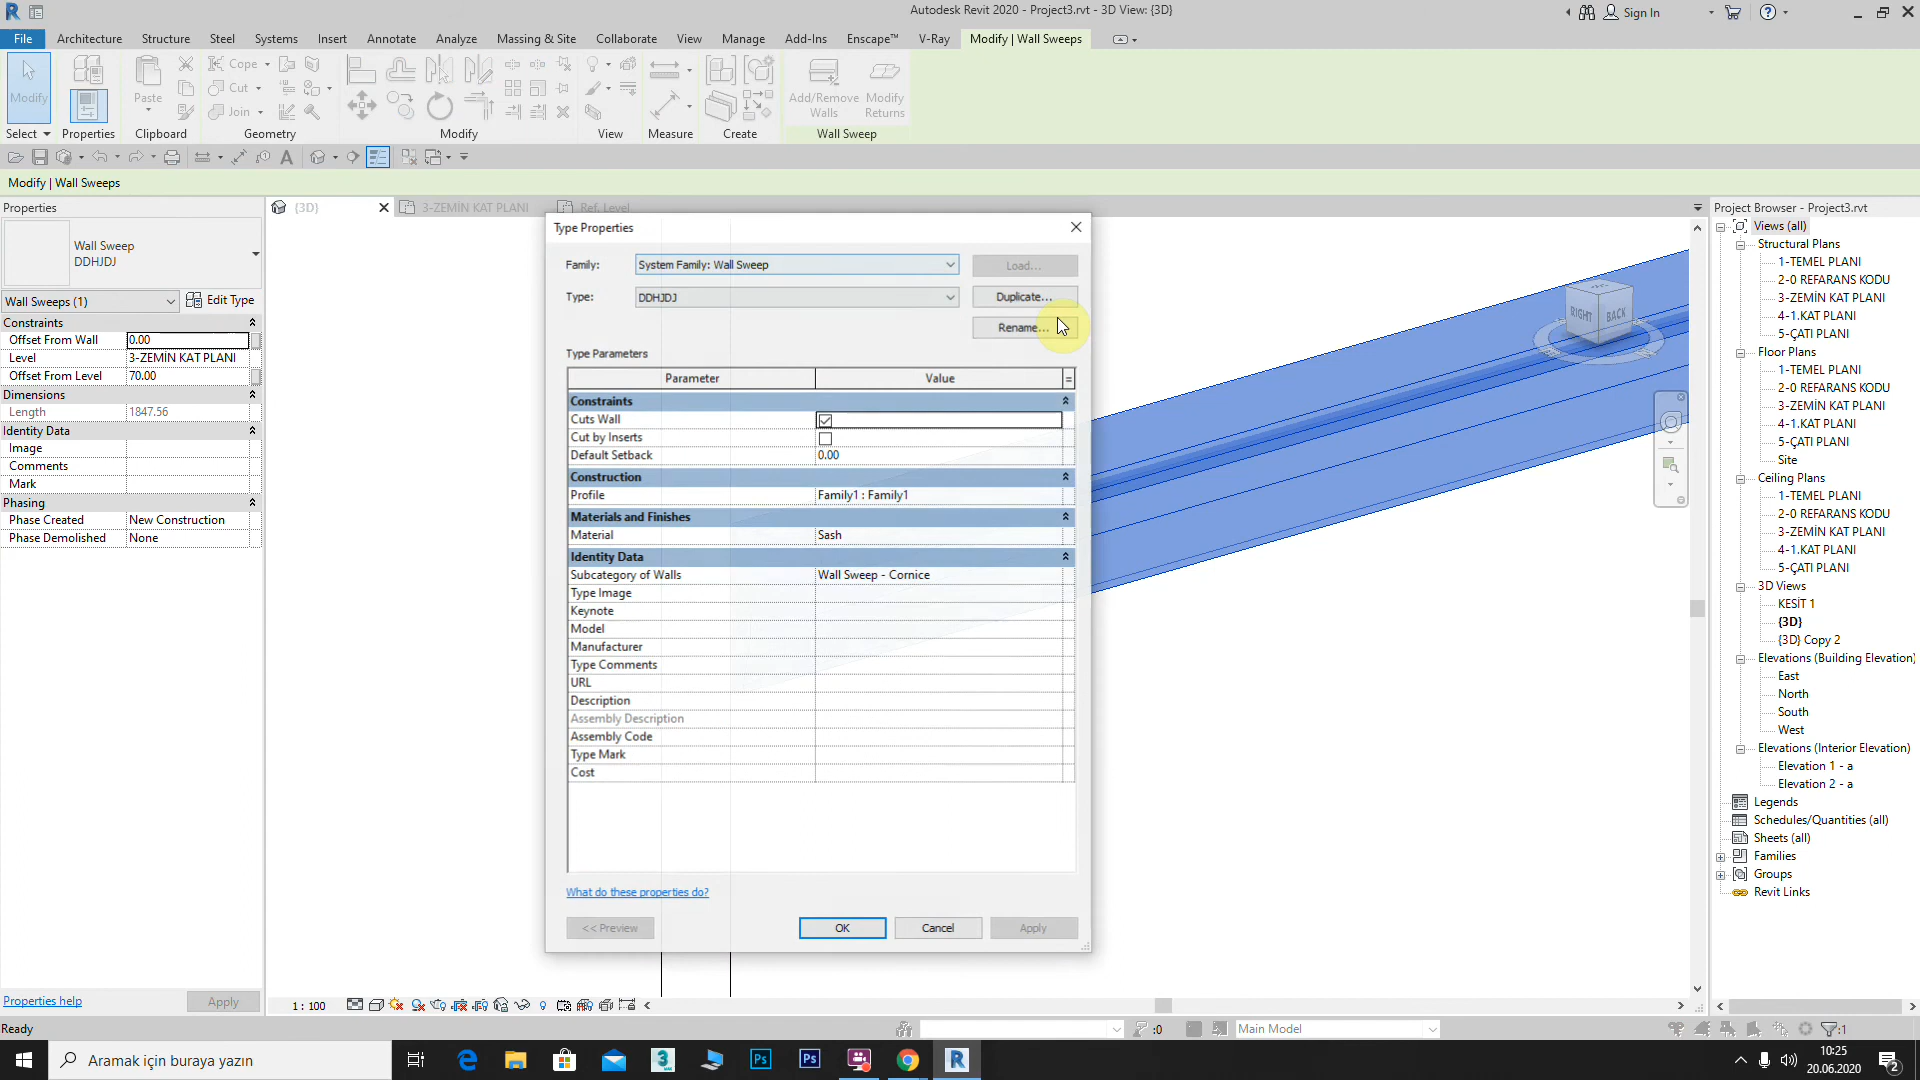 Autodesk Revit 2020 - Project3.rvt - 3D View: {3D}
Sign In
File Architecture Structure Steel Systems Insert Annotate Analyze Massing & Site Collaborate View Manage Add-Ins Enscape™ V-Ray Modify | Wall Sweeps
Modify Paste Cope Cut Join Add/Remove Walls Modify Returns
Select Properties Clipboard Geometry Modify View Measure Create Wall Sweep
Modify | Wall Sweeps
Properties
Wall Sweep
DDHJDJ
Wall Sweeps (1) Edit Type
Constraints
Offset From Wall 0.00
Level 3-ZEMİN KAT PLANI
Offset From Level 70.00
Dimensions
Length 1847.56
Identity Data
Image
Comments
Mark
Phasing
Phase Created New Construction
Phase Demolished None
Properties help Apply
{3D} 3-ZEMİN KAT PLANI Ref. Level
Type Properties
Family: System Family: Wall Sweep Load...
Type: DDHJDJ Duplicate...
Rename...
Type Parameters
Parameter Value =
Constraints
Cuts Wall
Cut by Inserts
Default Setback 0.00
Construction
Profile Family1 : Family1
Materials and Finishes
Material Sash
Identity Data
Subcategory of Walls Wall Sweep - Cornice
Type Image
Keynote
Model
Manufacturer
Type Comments
URL
Description
Assembly Description
Assembly Code
Type Mark
Cost
What do these properties do?
<< Preview OK Cancel Apply
RIGHT BACK
Project Browser - Project3.rvt
Views (all)
Structural Plans
1-TEMEL PLANI
2-0 REFARANS KODU
3-ZEMİN KAT PLANI
4-1.KAT PLANI
5-ÇATI PLANI
Floor Plans
1-TEMEL PLANI
2-0 REFARANS KODU
3-ZEMİN KAT PLANI
4-1.KAT PLANI
5-ÇATI PLANI
Site
Ceiling Plans
1-TEMEL PLANI
2-0 REFARANS KODU
3-ZEMİN KAT PLANI
4-1.KAT PLANI
5-ÇATI PLANI
3D Views
KESİT 1
{3D}
{3D} Copy 2
Elevations (Building Elevation)
East
North
South
West
Elevations (Interior Elevation)
Elevation 1 - a
Elevation 2 - a
Legends
Schedules/Quantities (all)
Sheets (all)
Families
Groups
Revit Links
1 : 100
Ready :0 Main Model :1
Aramak için buraya yazın
10:25
20.06.2020
2